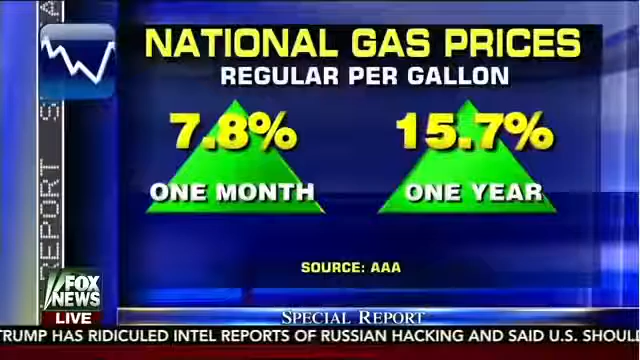 NATIONAL GAS PRICES
REGULAR PER GALLON
7.8%
15.7%
ONE MONTH
ONE YEAR
SOURCE: AAA
REPORT
FOX
NEWS
LIVE
SPECIAL REPORT
TRUMP HAS RIDICULED INTEL REPORTS OF RUSSIAN HACKING AND SAID U.S. SHOUL